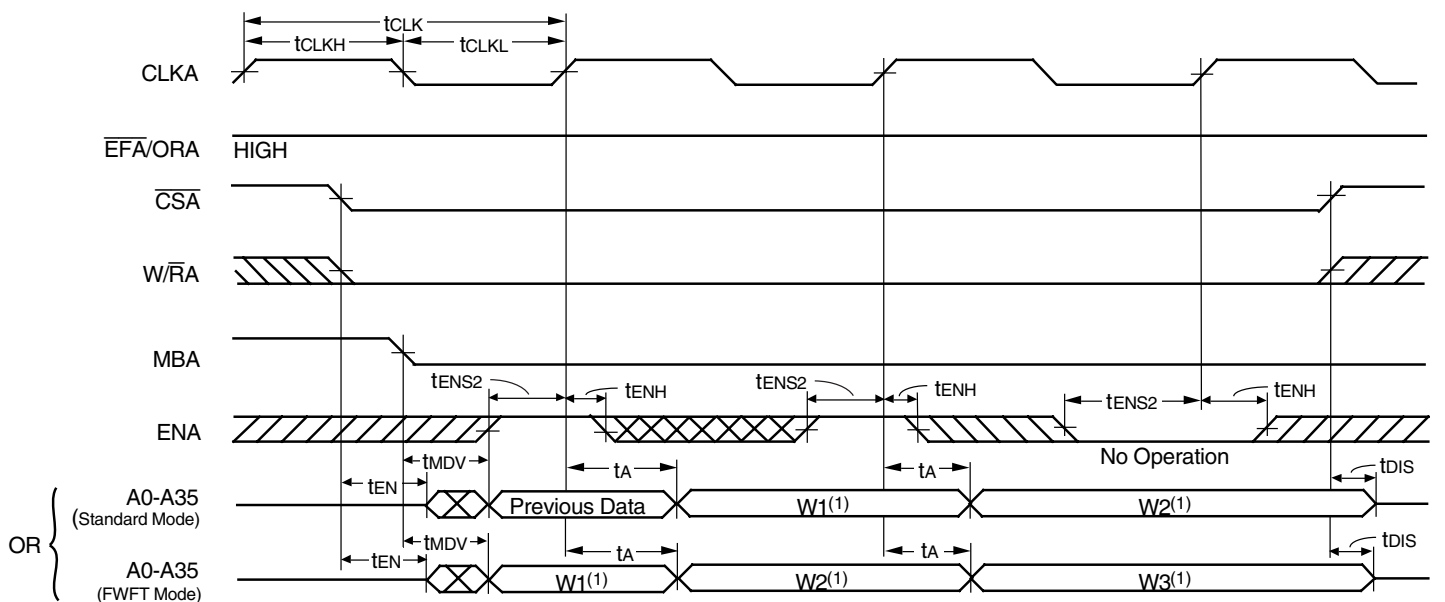 tCLK
tCLKH tCLKL
CLKA
EFA/ORA HIGH
CSA
W/RA
MBA
tENS2 tENH tENS2 tENH tENS2 tENH
ENA
No Operation
tMDV tA tA tDIS
tEN
A0-A35 Previous Data W1(1) W2(1)
(Standard Mode)
OR
tMDV tA tA tDIS
tEN
A0-A35 W1(1) W2(1) W3(1)
(FWFT Mode)